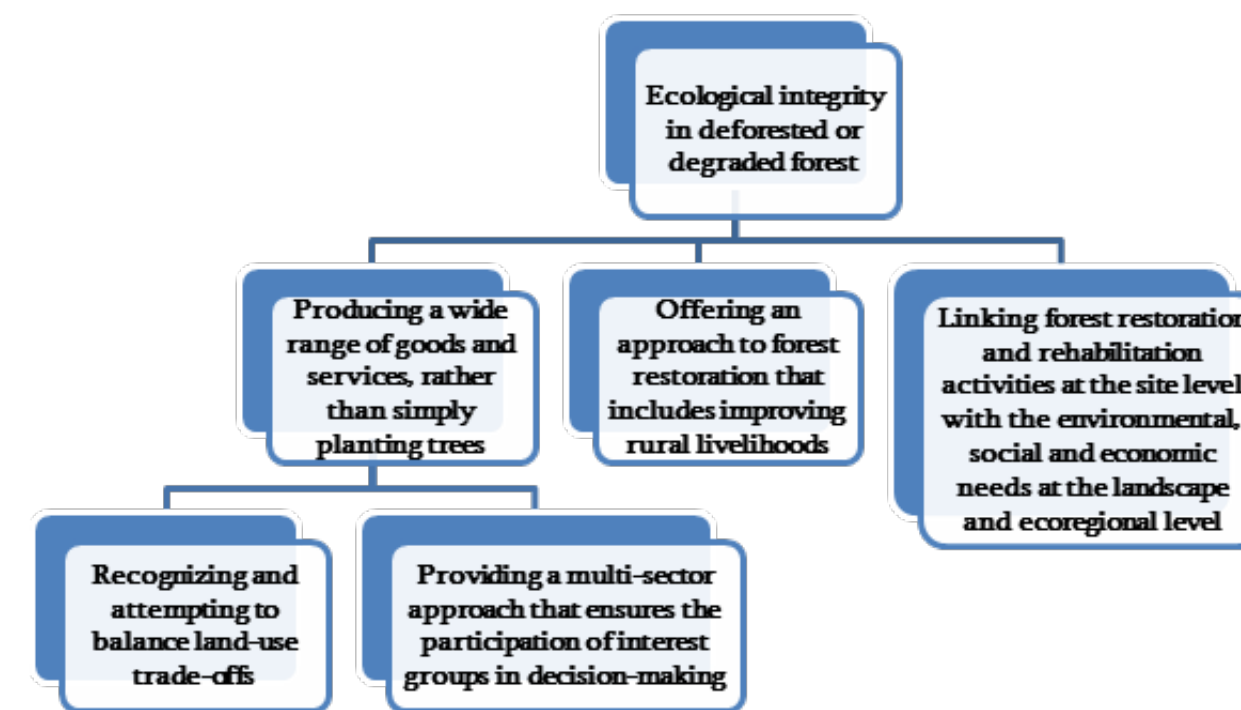 Ecological integrity
in deforested or
degraded forest
Producing a wide
range of goods and
services, rather
than simply
planting trees
Offering an
approach to forest
restoration that
includes improving
rural livelihoods
Linking forest restoration
and rehabilitation
activities at the site level
with the environmental,
social and economic
needs at the landscape
and ecoregional level
Recognizing and
attempting to
balance land-use
trade-offs
Providing a multi-sector
approach that ensures the
participation of interest
groups in decision-making